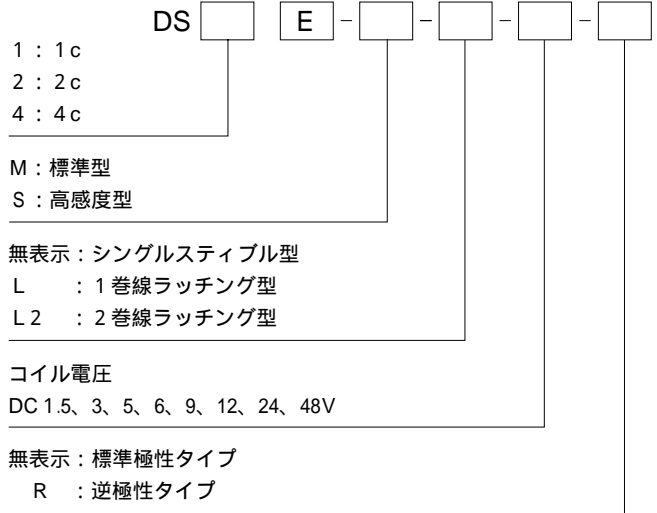 DS E - - - -
1 : 1c
2 : 2c
4 : 4c
M：標準型
S：高感度型
無表示：シングルスティブル型
L ：1巻線ラッチング型
L2 ：2巻線ラッチング型
コイル電圧
DC 1.5、3、5、6、9、12、24、48V
無表示：標準極性タイプ
R ：逆極性タイプ